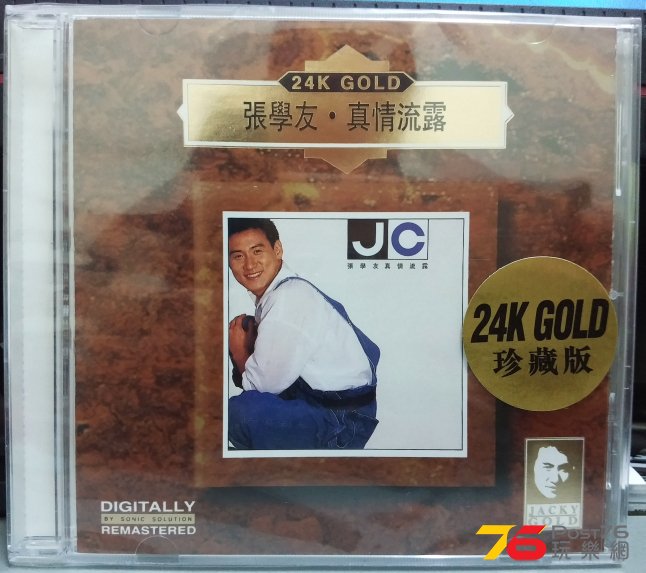 24K GOLD
張學友·真情流露
JC
張學友真情流露
24K GOLD
珍藏版
DIGITALLY
BY SONIC SOLUTION
REMASTERED
JACKY
GOLD
76 Post76
玩樂網